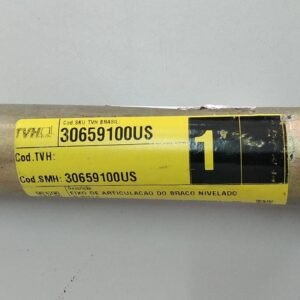 Cod.SKU TVH BRASIL
TVH 30659100US 1
Cod.TVH:
Cod.SMH: 30659100US
EIXO DE ARTICULACAO DO BRACO NIVELADO